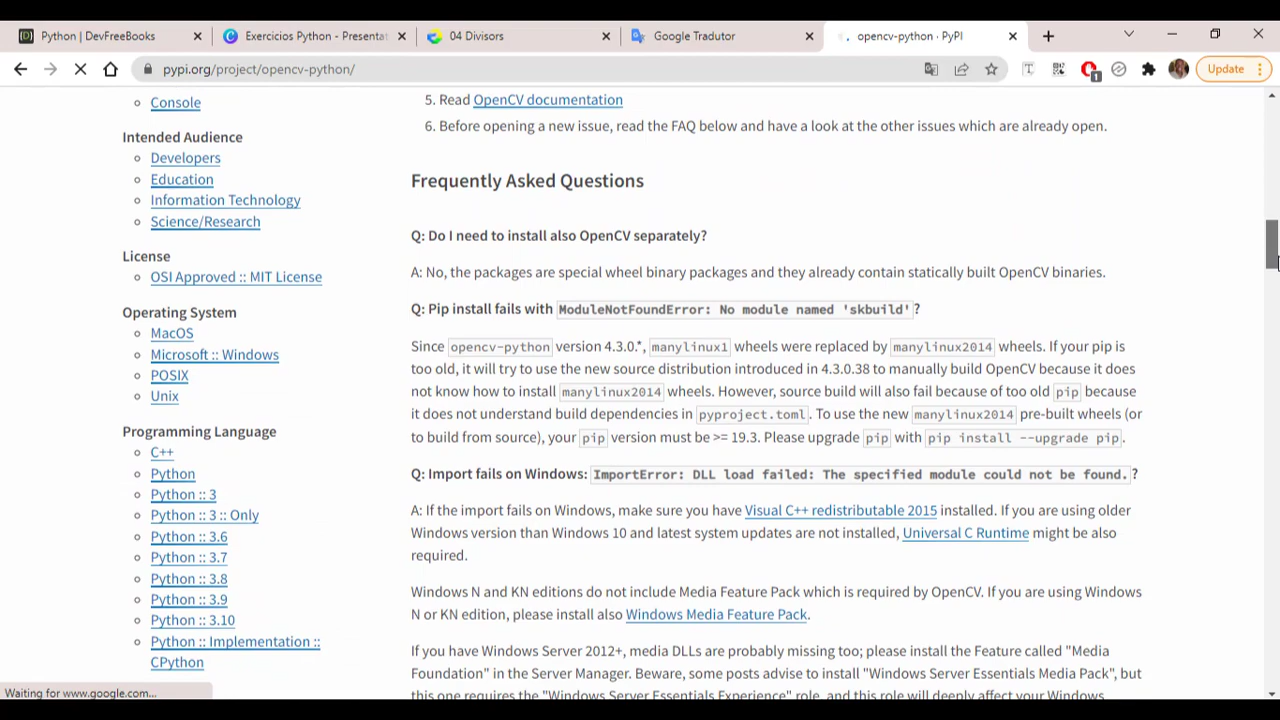 Python | DevFreeBooks
Exercicios Python - Presentat
04 Divisors
Google Tradutor
opencv-python · PyPI
pypi.org/project/opencv-python/
1
Update
Console
Intended Audience
Developers
Education
Information Technology
Science/Research
License
OSI Approved :: MIT License
Operating System
MacOS
Microsoft :: Windows
POSIX
Unix
Programming Language
C++
Python
Python :: 3
Python :: 3 :: Only
Python :: 3.6
Python :: 3.7
Python :: 3.8
Python :: 3.9
Python :: 3.10
Python :: Implementation ::
CPython
5. Read OpenCV documentation
6. Before opening a new issue, read the FAQ below and have a look at the other issues which are already open.
Frequently Asked Questions
Q: Do I need to install also OpenCV separately?
A: No, the packages are special wheel binary packages and they already contain statically built OpenCV binaries.
Q: Pip install fails with ModuleNotFoundError: No module named 'skbuild'?
Since opencv-python version 4.3.0.*, manylinux1 wheels were replaced by manylinux2014 wheels. If your pip is
too old, it will try to use the new source distribution introduced in 4.3.0.38 to manually build OpenCV because it does
not know how to install manylinux2014 wheels. However, source build will also fail because of too old pip because
it does not understand build dependencies in pyproject.toml. To use the new manylinux2014 pre-built wheels (or
to build from source), your pip version must be >= 19.3. Please upgrade pip with pip install --upgrade pip.
Q: Import fails on Windows: ImportError: DLL load failed: The specified module could not be found.?
A: If the import fails on Windows, make sure you have Visual C++ redistributable 2015 installed. If you are using older
Windows version than Windows 10 and latest system updates are not installed, Universal C Runtime might be also
required.
Windows N and KN editions do not include Media Feature Pack which is required by OpenCV. If you are using Windows
N or KN edition, please install also Windows Media Feature Pack.
If you have Windows Server 2012+, media DLLs are probably missing too; please install the Feature called "Media
Foundation" in the Server Manager. Beware, some posts advise to install "Windows Server Essentials Media Pack", but
this one requires the "Windows Server Essentials Experience" role, and this role will deeply affect your Windows
Waiting for www.google.com...